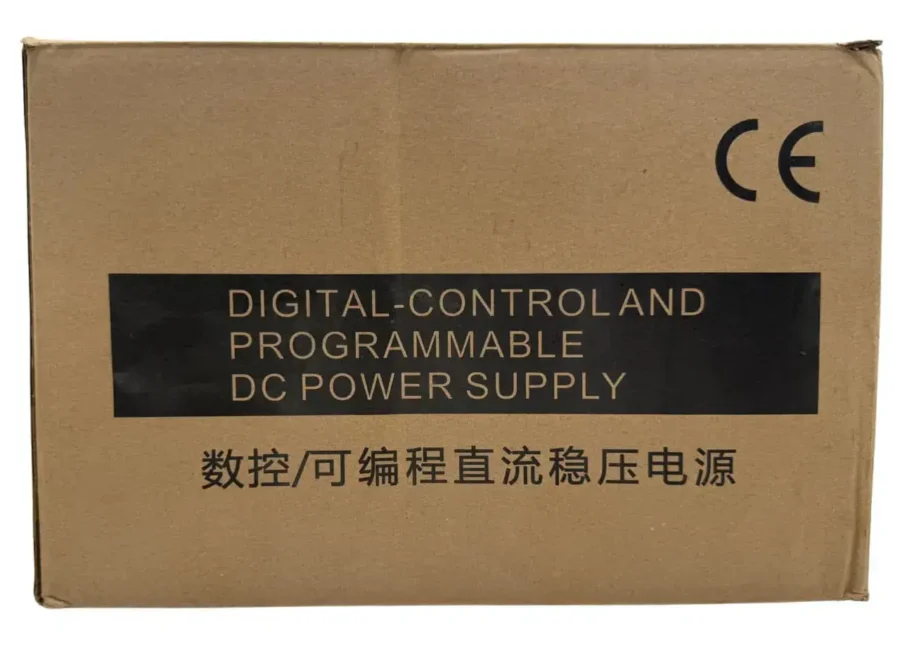 CE
DIGITAL-CONTROL AND
PROGRAMMABLE
DC POWER SUPPLY
数控/可编程直流稳压电源